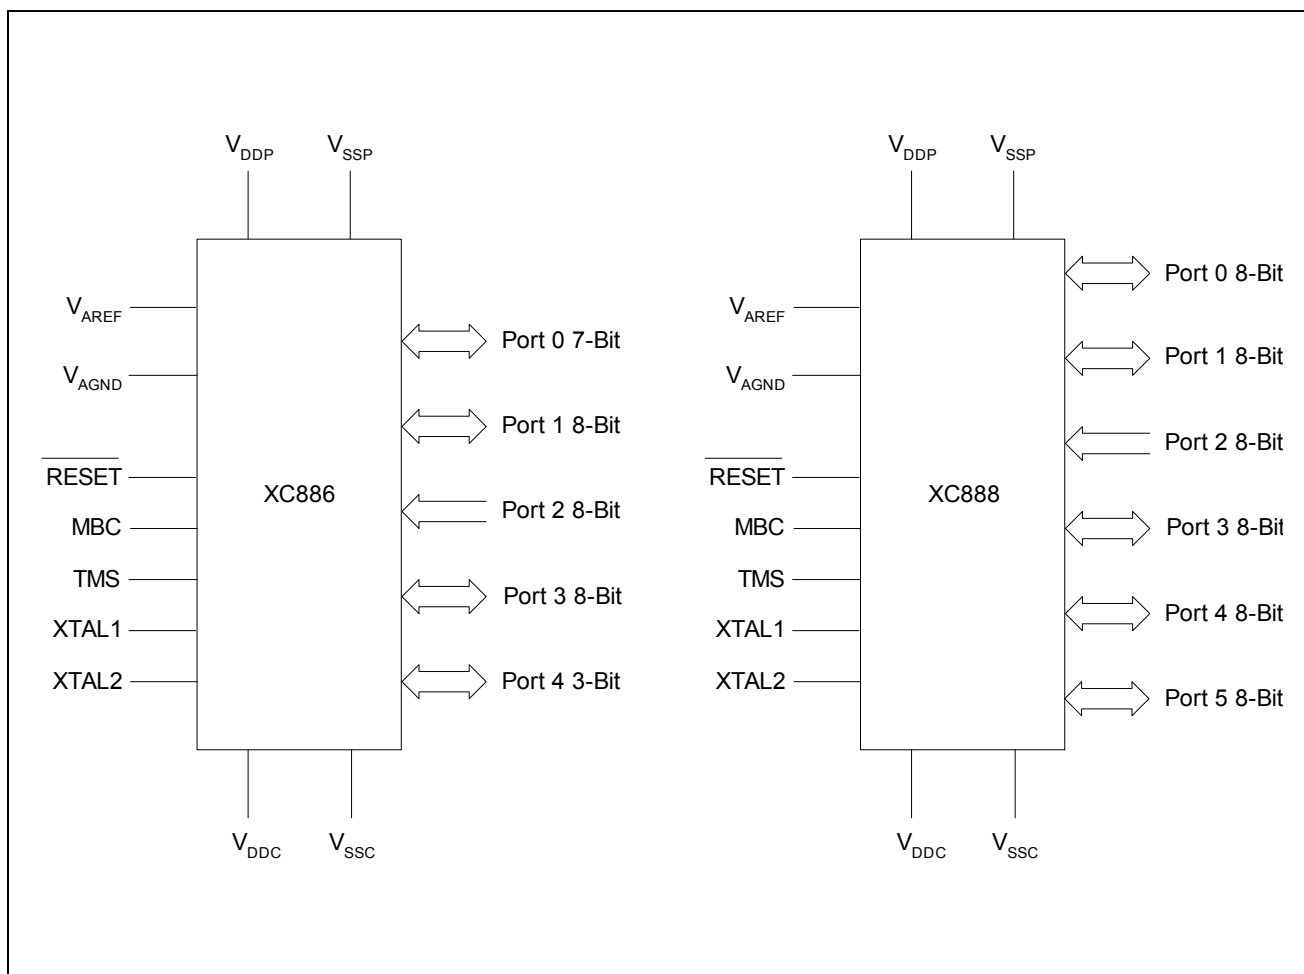 VDDP VSSP
VAREF
VAGND
RESET
MBC
TMS
XTAL1
XTAL2
XC886
Port 0 7-Bit
Port 1 8-Bit
Port 2 8-Bit
Port 3 8-Bit
Port 4 3-Bit
VDDC VSSC
VDDP VSSP
VAREF
VAGND
RESET
MBC
TMS
XTAL1
XTAL2
XC888
Port 0 8-Bit
Port 1 8-Bit
Port 2 8-Bit
Port 3 8-Bit
Port 4 8-Bit
Port 5 8-Bit
VDDC VSSC